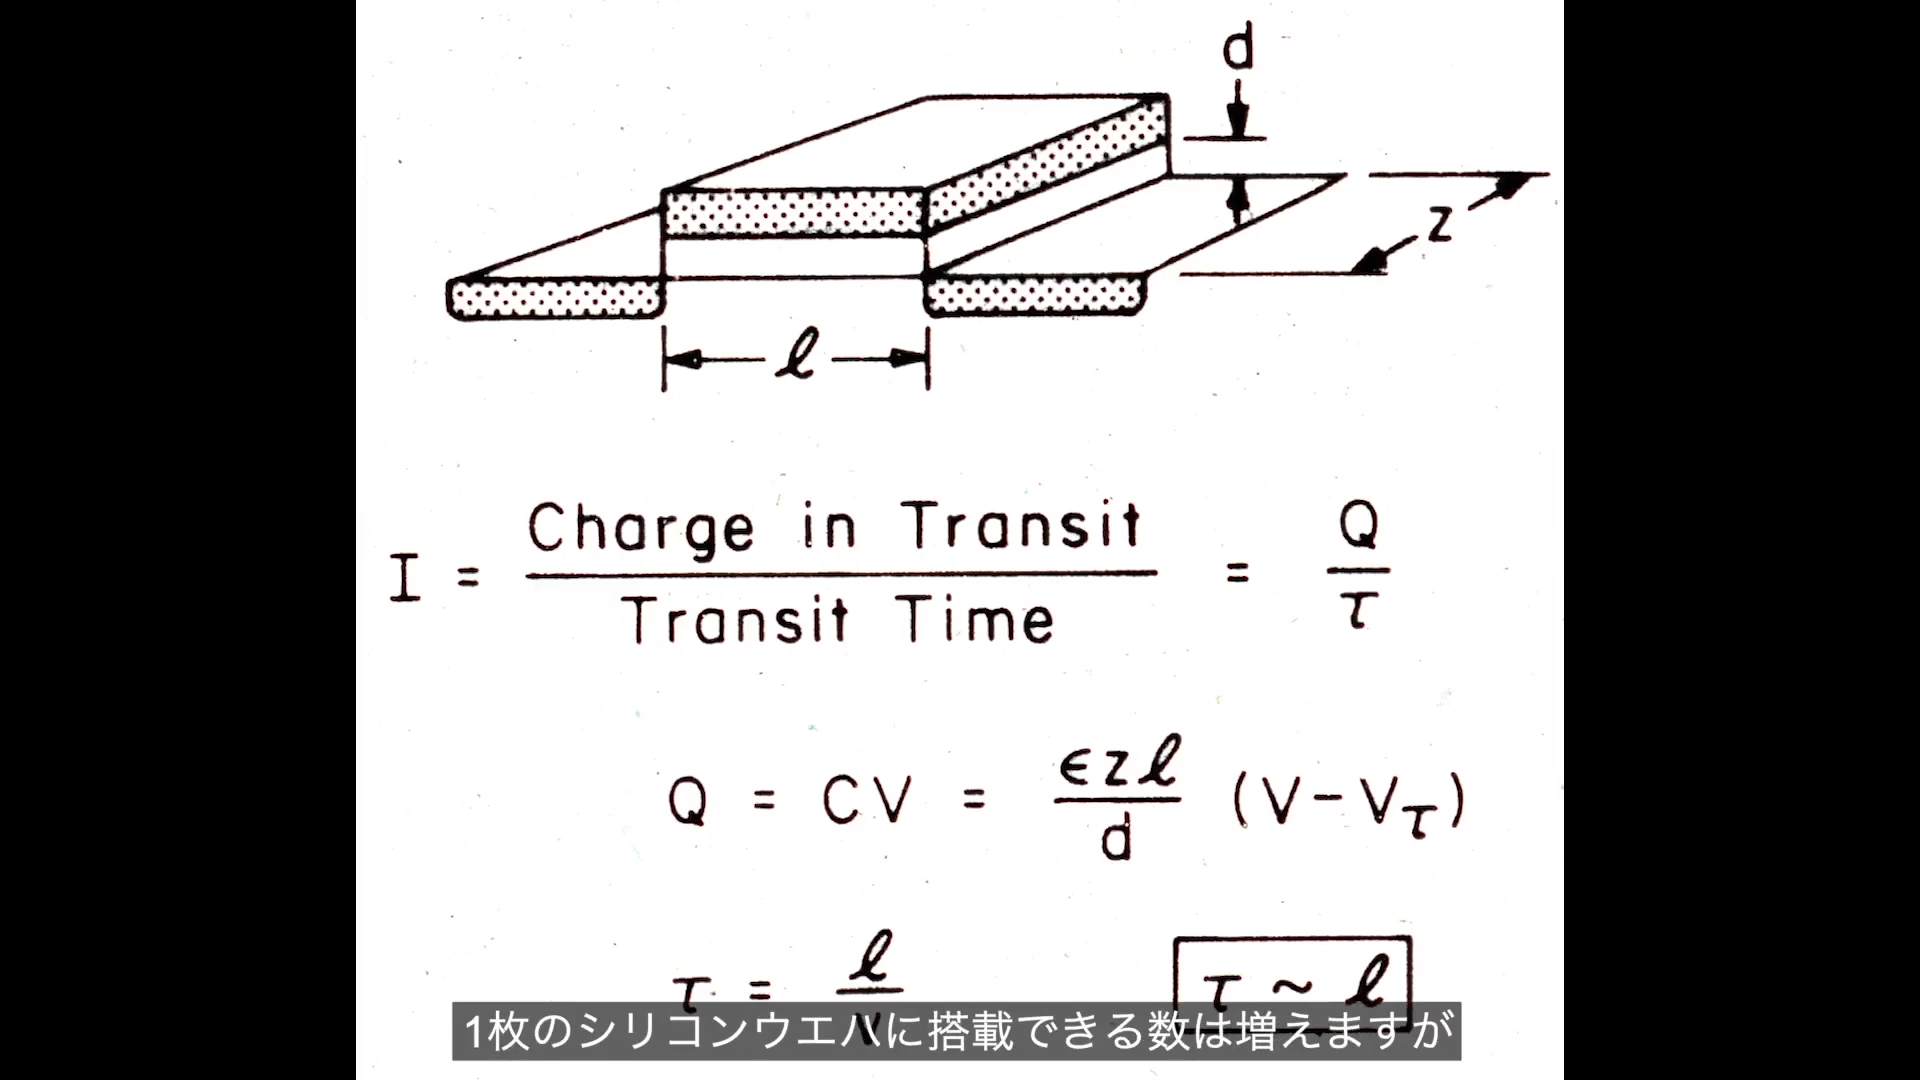 d
z
ℓ
I = Charge in Transit / Transit Time = Q / τ
Q = CV = ϵzℓ / d (V-Vτ)
τ = ℓ / v
τ ~ ℓ
1枚のシリコンウエハに搭載できる数は増えますが